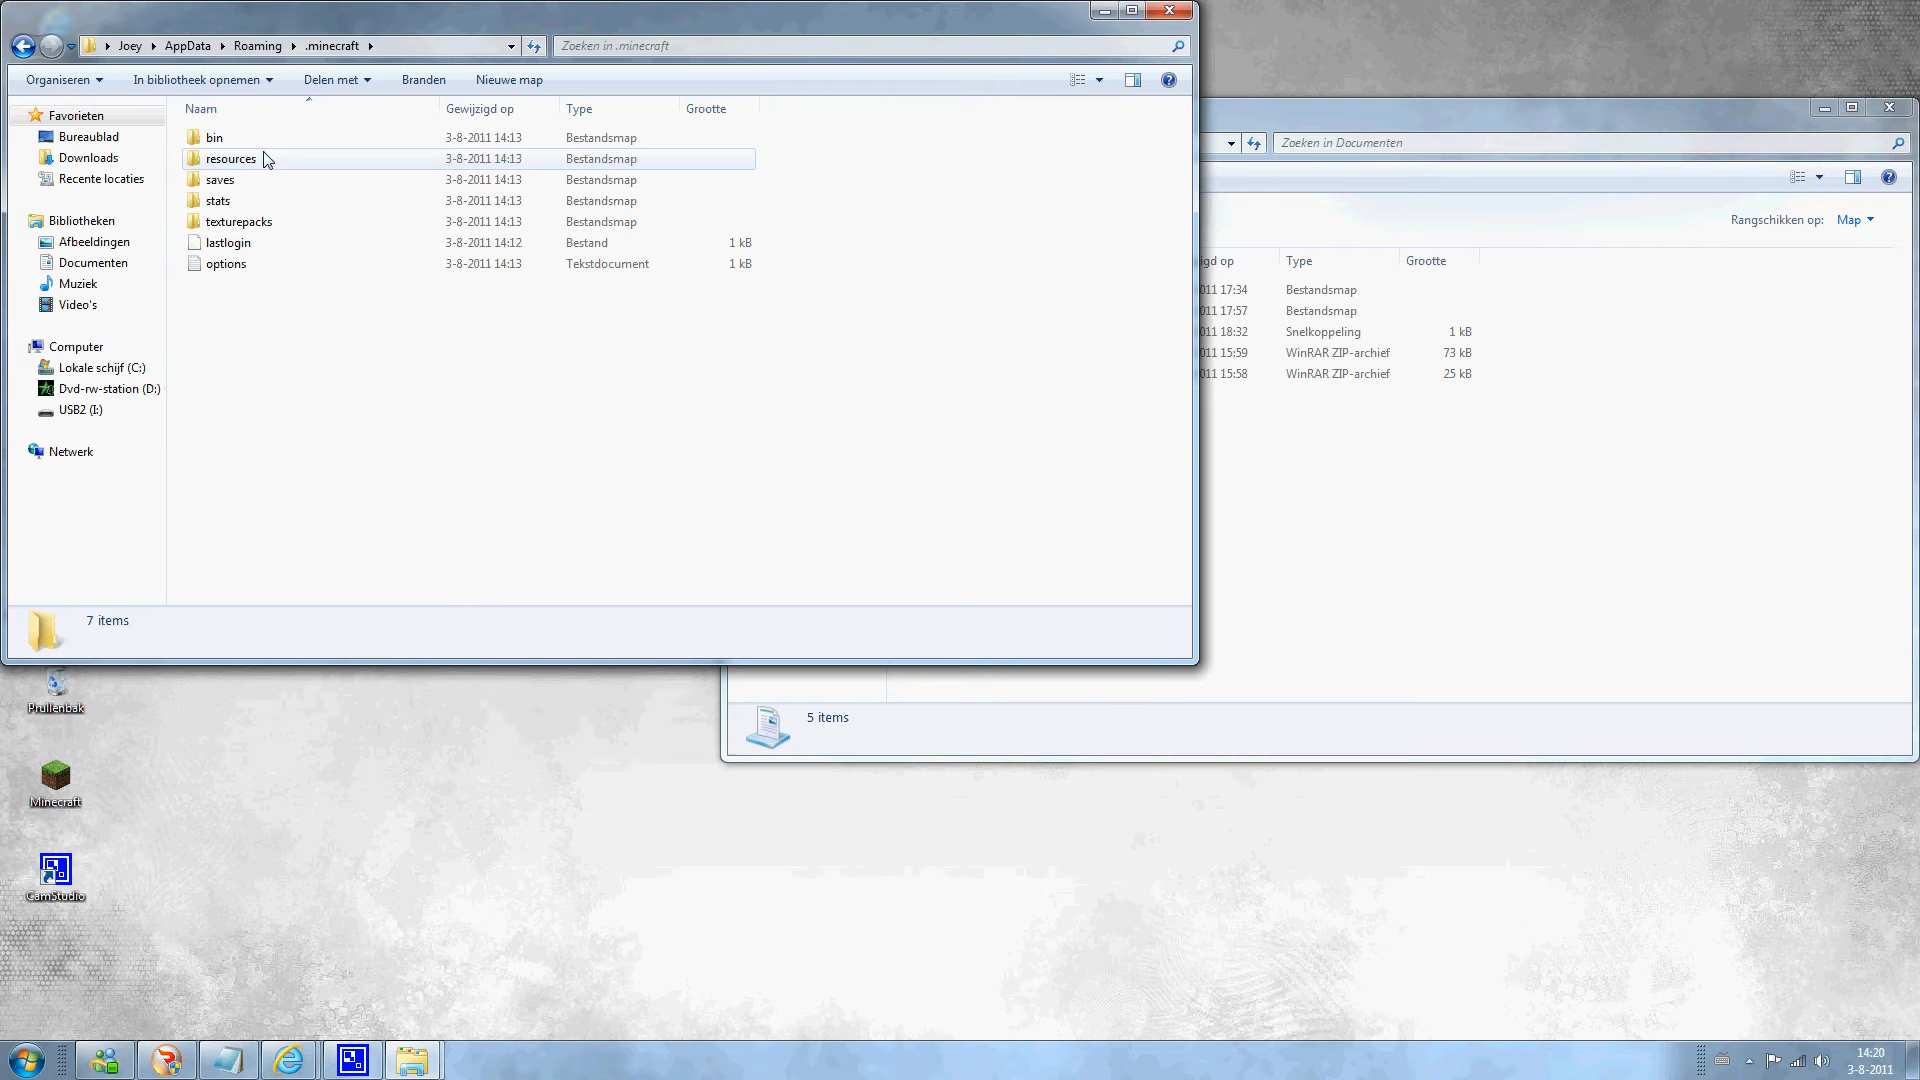 Joey AppData Roaming .minecraft
Zoeken in .minecraft
Organiseren In bibliotheek opnemen Delen met Branden Nieuwe map
Naam Gewijzigd op Type Grootte
Favorieten
Bureaublad
Downloads
Recente locaties
Bibliotheken
Afbeeldingen
Documenten
Muziek
Video's
Computer
Lokale schijf (C:)
Dvd-rw-station (D:)
USB2 (I:)
Netwerk
bin 3-8-2011 14:13 Bestandsmap
resources 3-8-2011 14:13 Bestandsmap
saves 3-8-2011 14:13 Bestandsmap
stats 3-8-2011 14:13 Bestandsmap
texturepacks 3-8-2011 14:13 Bestandsmap
lastlogin 3-8-2011 14:12 Bestand 1 kB
options 3-8-2011 14:13 Tekstdocument 1 kB
7 items
Zoeken in Documenten
Rangschikken op: Map
igd op Type Grootte
011 17:34 Bestandsmap
011 17:57 Bestandsmap
011 18:32 Snelkoppeling 1 kB
011 15:59 WinRAR ZIP-archief 73 kB
011 15:58 WinRAR ZIP-archief 25 kB
5 items
Prullenbak
Minecraft
CamStudio
14:20
3-8-2011